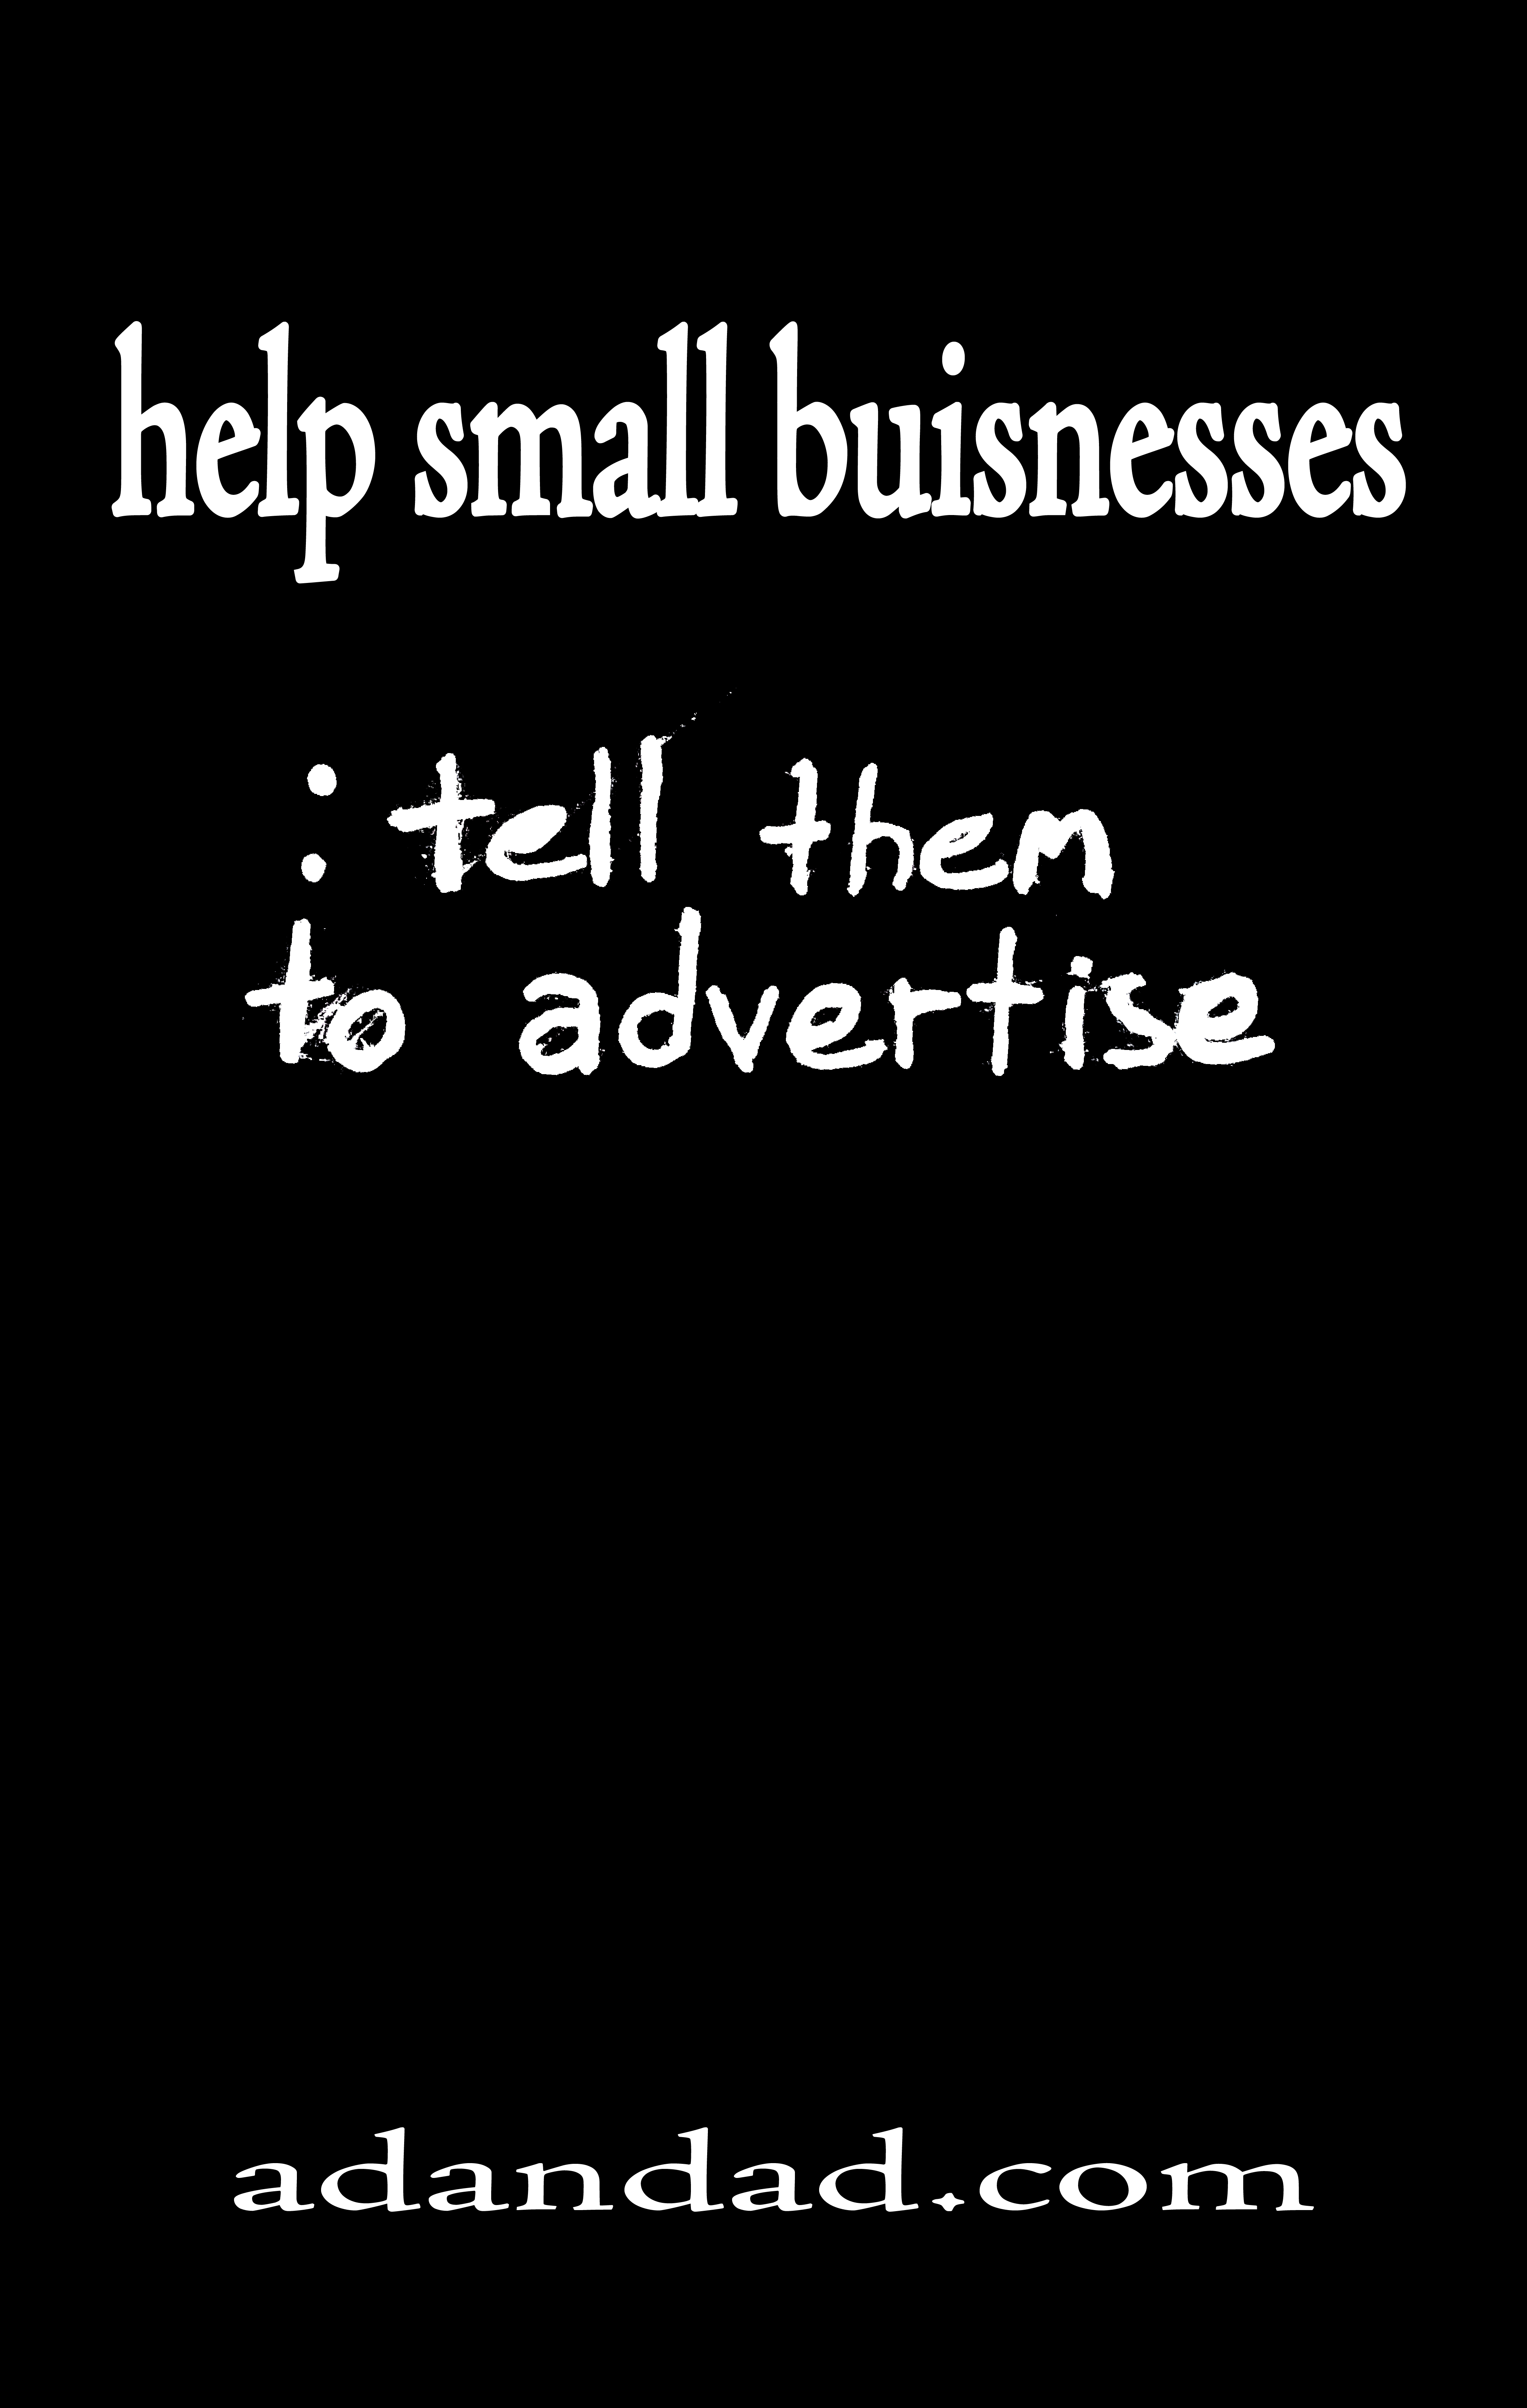 help small buisnesses
i tell them
to advertise
adandad.com